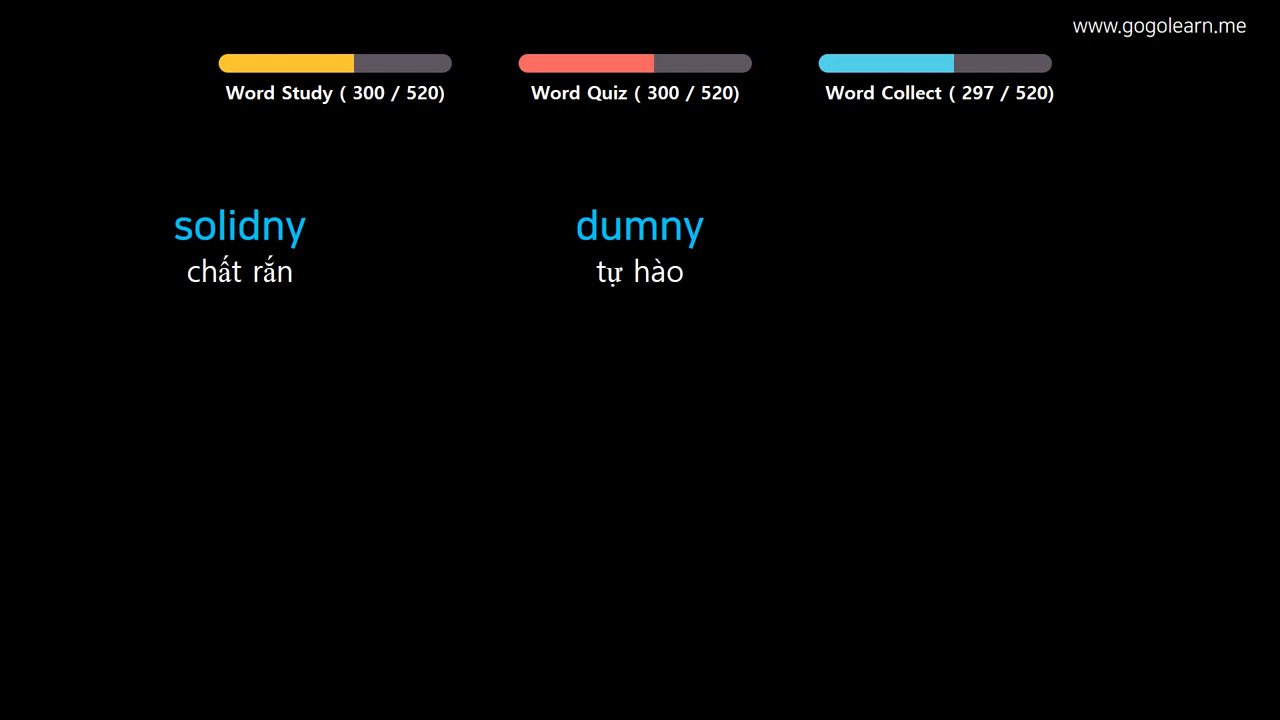 www.gogolearn.me
Word Study ( 300 / 520)
Word Quiz ( 300 / 520)
Word Collect ( 297 / 520)
solidny
chất rắn
dumny
tự hào